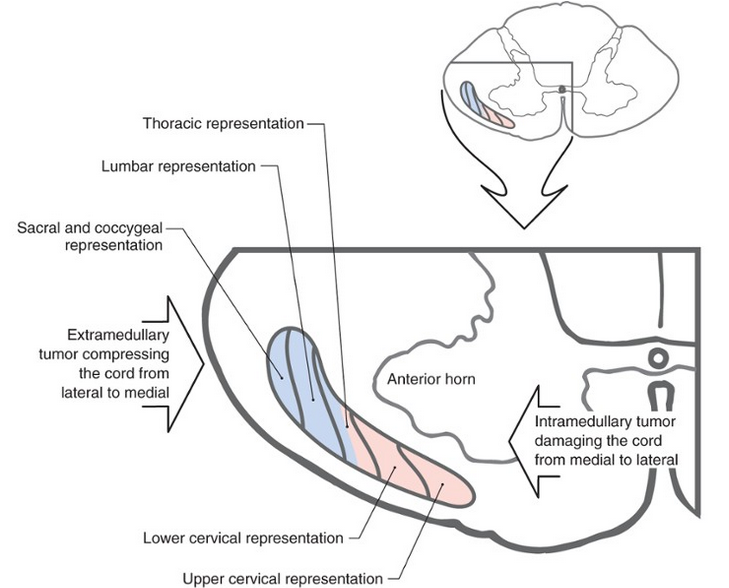 Thoracic representation
Lumbar representation
Sacral and coccygeal
representation
Extramedullary
tumor compressing
the cord from
lateral to medial
Anterior horn
Intramedullary tumor
damaging the cord
from medial to lateral
Lower cervical representation
Upper cervical representation